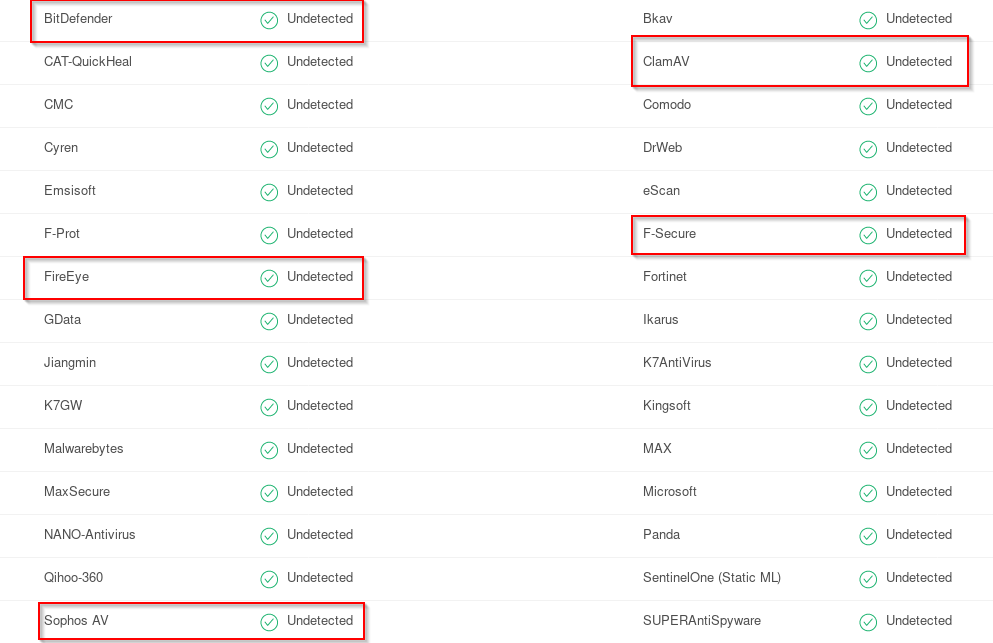 BitDefender Undetected Bkav Undetected
CAT-QuickHeal Undetected ClamAV Undetected
CMC Undetected Comodo Undetected
Cyren Undetected DrWeb Undetected
Emsisoft Undetected eScan Undetected
F-Prot Undetected F-Secure Undetected
FireEye Undetected Fortinet Undetected
GData Undetected Ikarus Undetected
Jiangmin Undetected K7AntiVirus Undetected
K7GW Undetected Kingsoft Undetected
Malwarebytes Undetected MAX Undetected
MaxSecure Undetected Microsoft Undetected
NANO-Antivirus Undetected Panda Undetected
Qihoo-360 Undetected SentinelOne (Static ML) Undetected
Sophos AV Undetected SUPERAntiSpyware Undetected